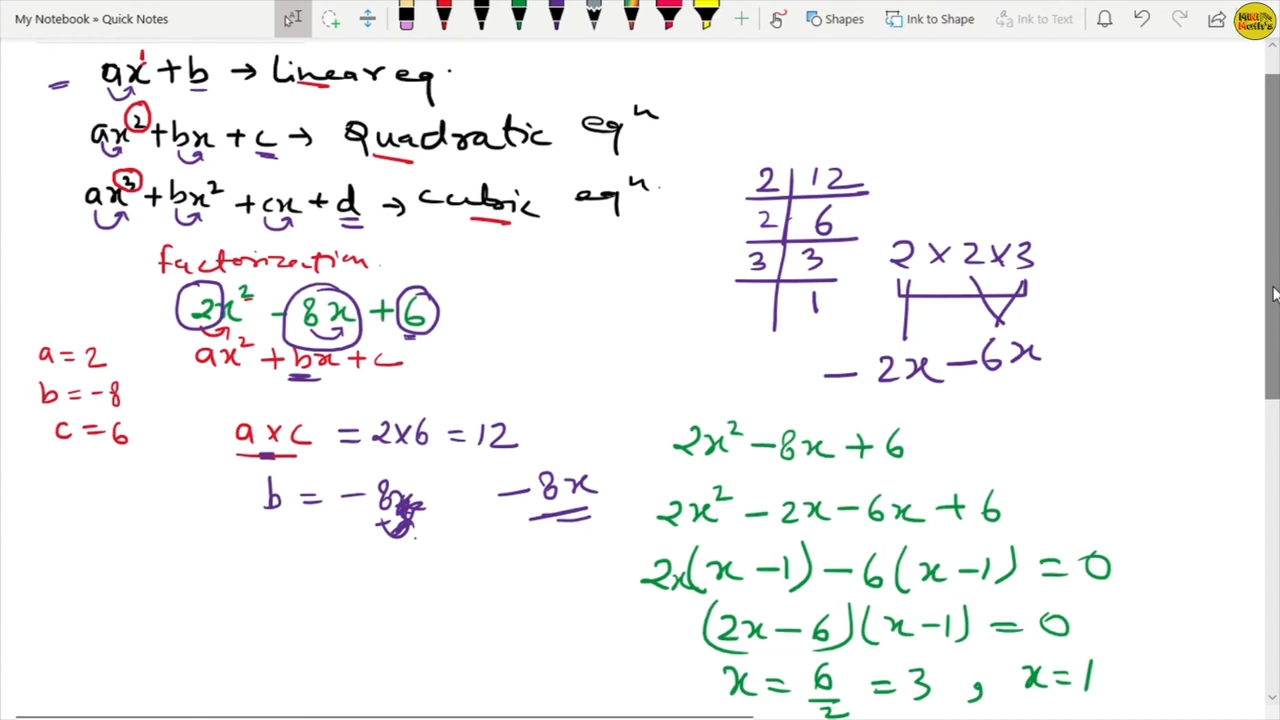 My Notebook » Quick Notes
Shapes
Ink to Shape
Ink to Text
= ax¹ + b → Linear eq.
ax² + bx + c → Quadratic eqⁿ
ax³ + bx² + cx + d → cubic eqⁿ.
factorization
2x² - 8x + 6
ax² + bx + c
a = 2
b = -8
c = 6
a × c = 2×6 = 12
b = -8x
-8x
2 | 12
2 | 6
3 | 3
| 1
2 × 2 × 3
- 2x - 6x
2x² - 8x + 6
2x² - 2x - 6x + 6
2x(x - 1) - 6(x - 1) = 0
(2x - 6)(x - 1) = 0
x = 6/2 = 3 , x = 1